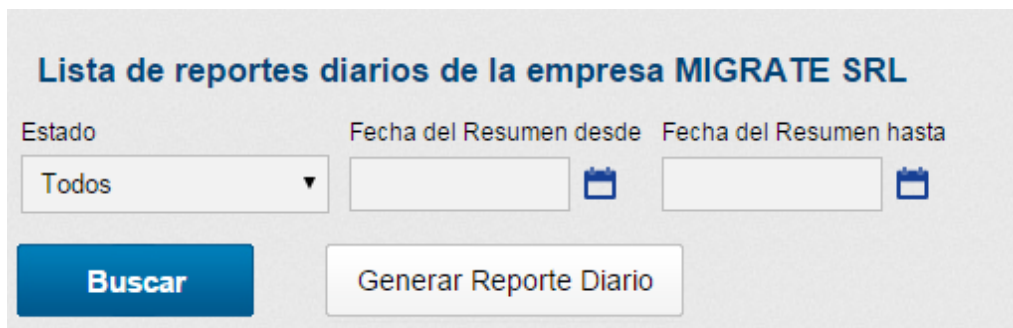 Lista de reportes diarios de la empresa MIGRATE SRL
Estado Fecha del Resumen desde Fecha del Resumen hasta
Todos
Buscar Generar Reporte Diario